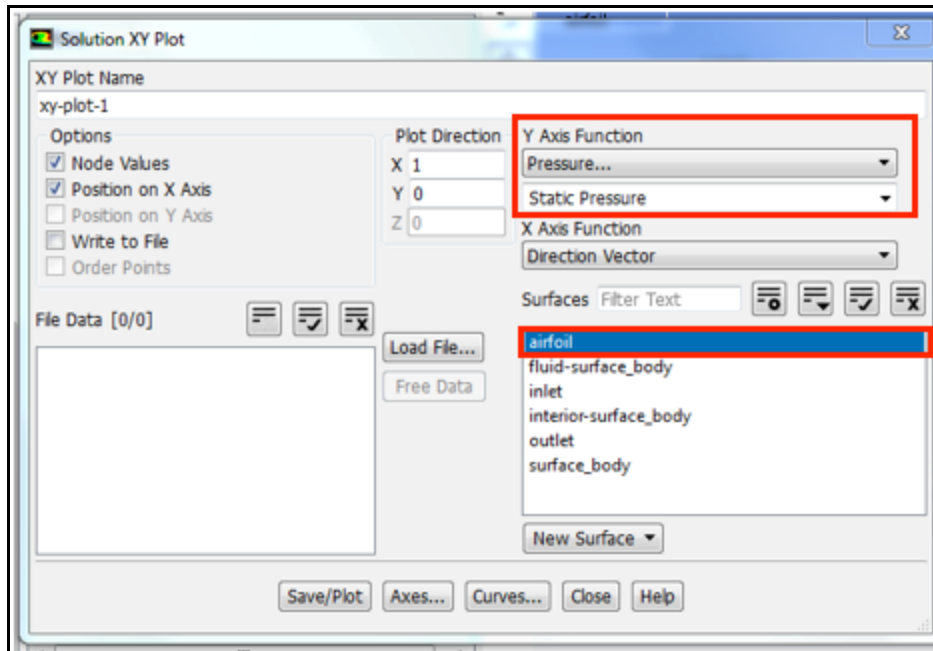 airfoil
Solution XY Plot
XY Plot Name
xy-plot-1
Options
Node Values
Position on X Axis
Position on Y Axis
Write to File
Order Points
Plot Direction
X 1
Y 0
Z 0
Y Axis Function
Pressure...
Static Pressure
X Axis Function
Direction Vector
File Data [0/0]
Load File...
Free Data
Surfaces Filter Text
airfoil
fluid-surface_body
inlet
interior-surface_body
outlet
surface_body
New Surface
Save/Plot Axes... Curves... Close Help